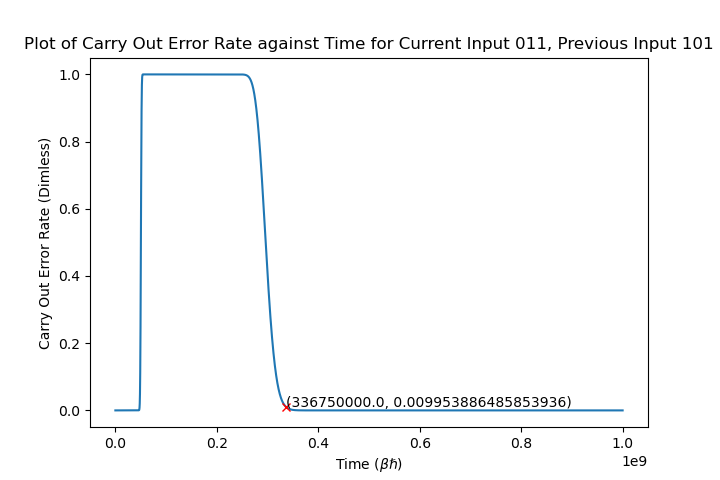 Plot of Carry Out Error Rate against Time for Current Input 011, Previous Input 101
Carry Out Error Rate (Dimless)
1.0
0.8
0.6
0.4
0.2
0.0
(336750000.0, 0.009953886485853936)
0.0 0.2 0.4 0.6 0.8 1.0
1e9
Time (βℏ)